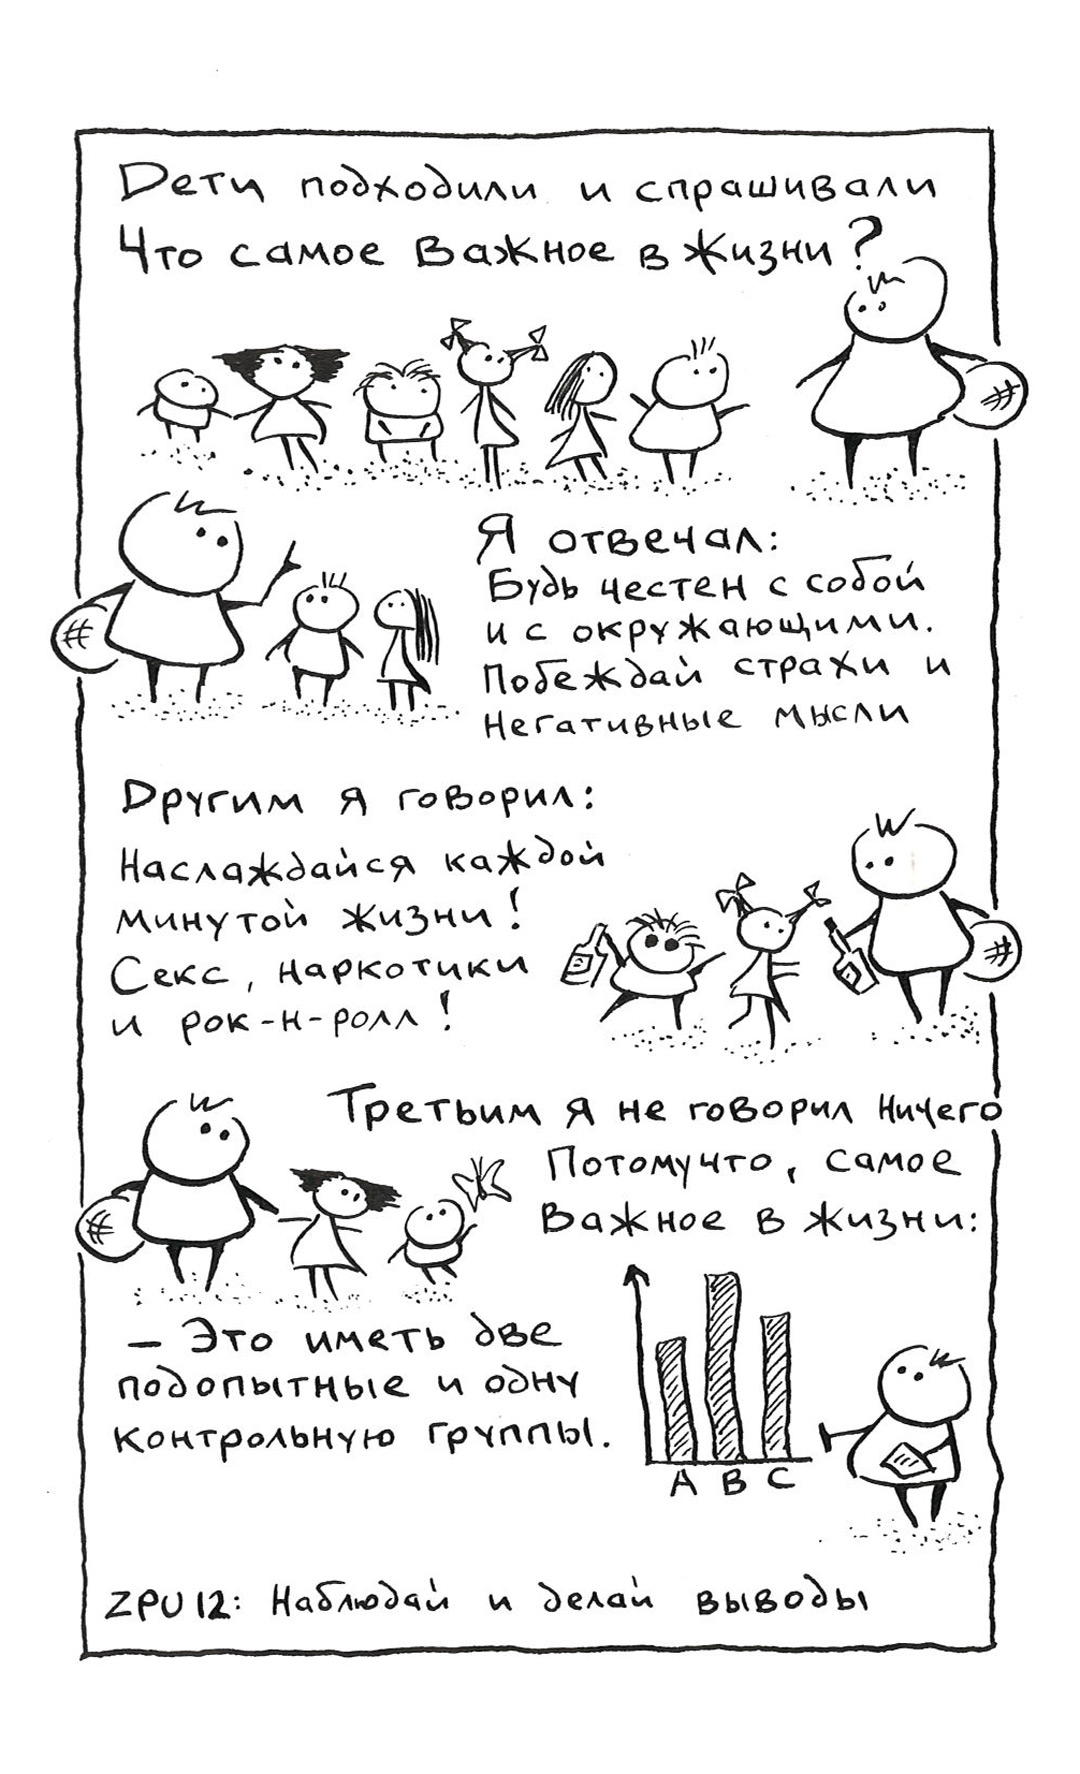 Дети подходили и спрашивали
Что самое важное в жизни?
Я отвечал:
Будь честен с собой
и с окружающими.
Побеждай страхи и
негативные мысли
Другим я говорил:
Наслаждайся каждой
минутой жизни!
Секс, наркотики
и рок-н-ролл!
Третьим я не говорил ничего
Потомучто, самое
важное в жизни:
— Это иметь две
подопытные и одну
контрольную группы.
A B C
ZPU12: Наблюдай и делай выводы